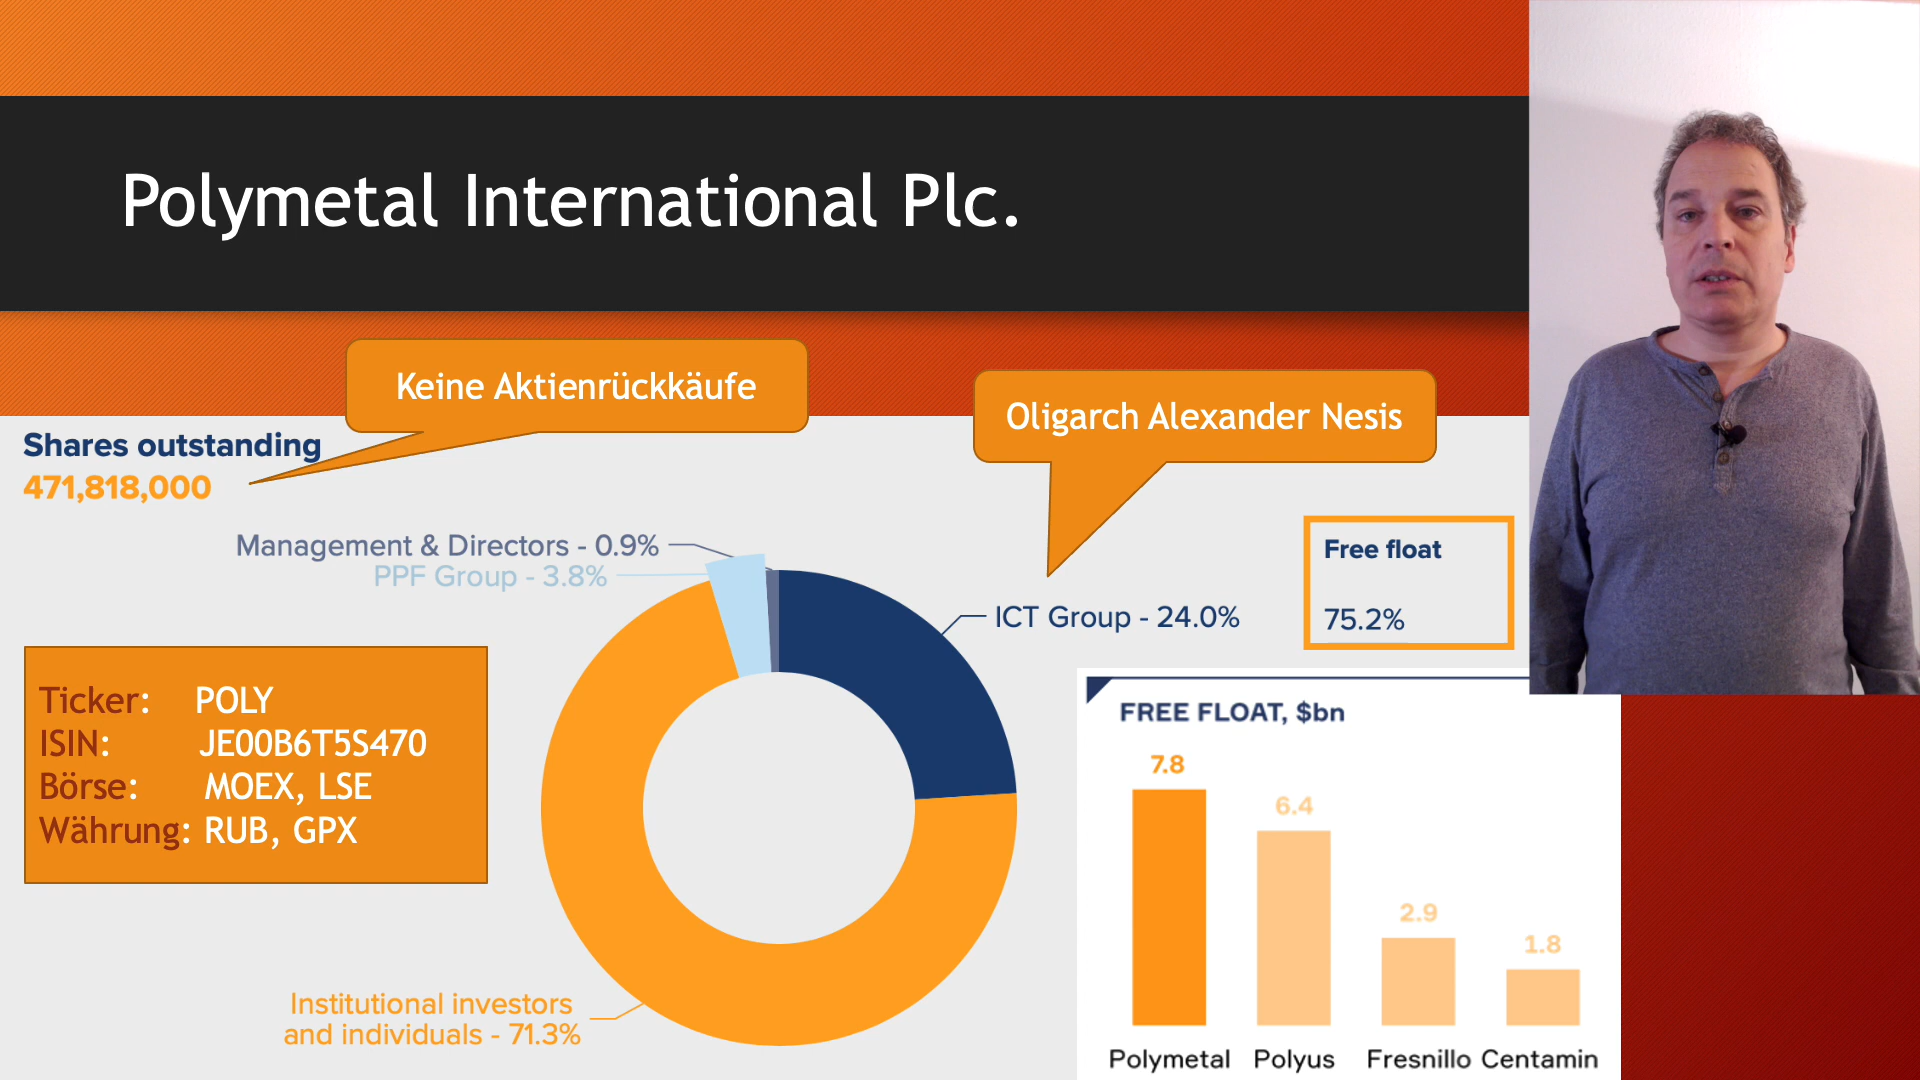 Polymetal International Plc.
Keine Aktienrückkäufe
Oligarch Alexander Nesis
Shares outstanding
471,818,000
Management & Directors - 0.9%
PPF Group - 3.8%
ICT Group - 24.0%
Free float
75.2%
Ticker: POLY
ISIN: JE00B6T5S470
Börse: MOEX, LSE
Währung: RUB, GPX
Institutional investors
and individuals - 71.3%
FREE FLOAT, $bn
7.8
6.4
2.9
1.8
Polymetal Polyus Fresnillo Centamin